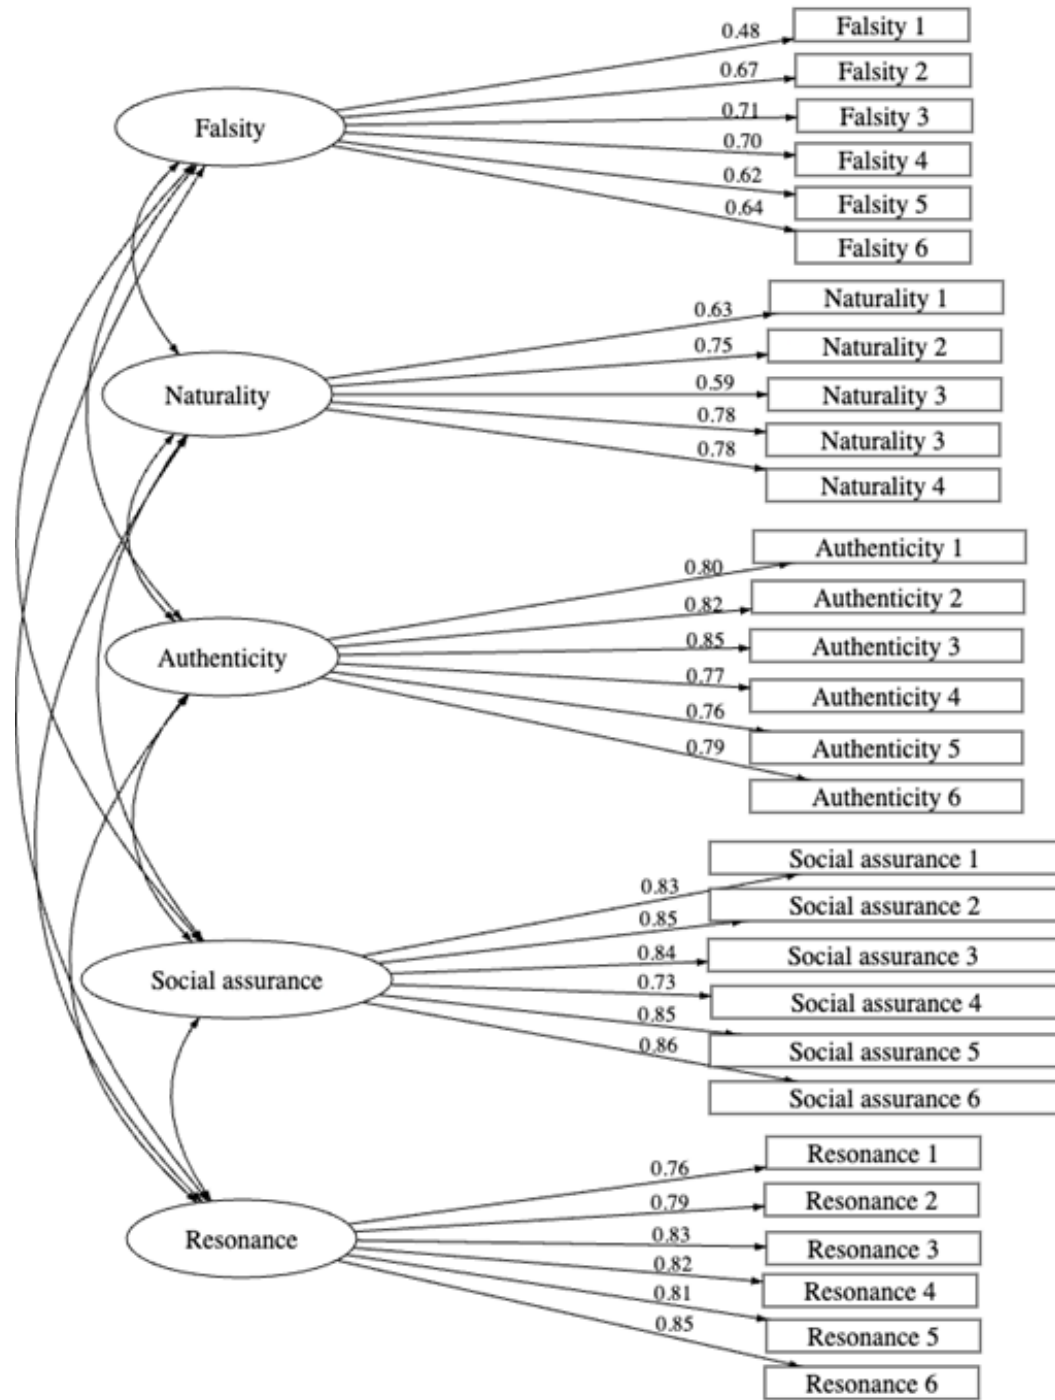 Falsity
0.48
Falsity 1
0.67
Falsity 2
0.71
Falsity 3
0.70
Falsity 4
0.62
Falsity 5
0.64
Falsity 6
Naturality
0.63
Naturality 1
0.75
Naturality 2
0.59
Naturality 3
0.78
Naturality 3
0.78
Naturality 4
Authenticity
0.80
Authenticity 1
0.82
Authenticity 2
0.85
Authenticity 3
0.77
Authenticity 4
0.76
Authenticity 5
0.79
Authenticity 6
Social assurance
0.83
Social assurance 1
0.85
Social assurance 2
0.84
Social assurance 3
0.73
Social assurance 4
0.85
Social assurance 5
0.86
Social assurance 6
Resonance
0.76
Resonance 1
0.79
Resonance 2
0.83
Resonance 3
0.82
Resonance 4
0.81
Resonance 5
0.85
Resonance 6